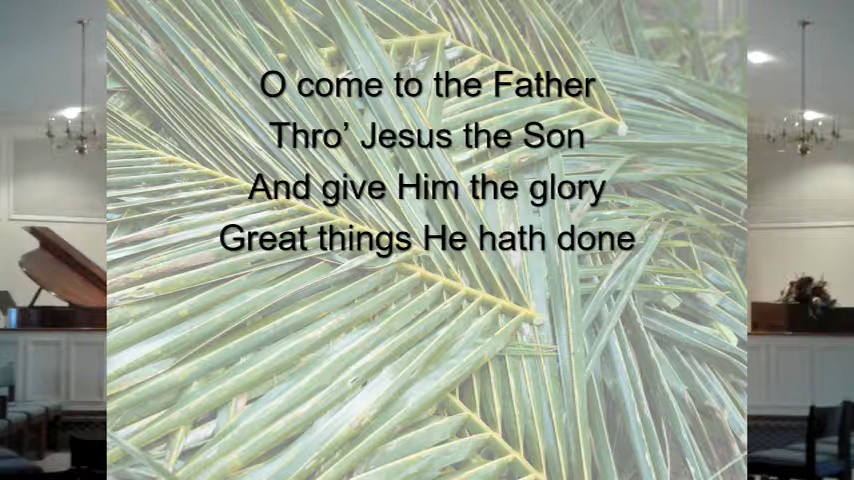 O come to the Father
Thro’ Jesus the Son
And give Him the glory
Great things He hath done